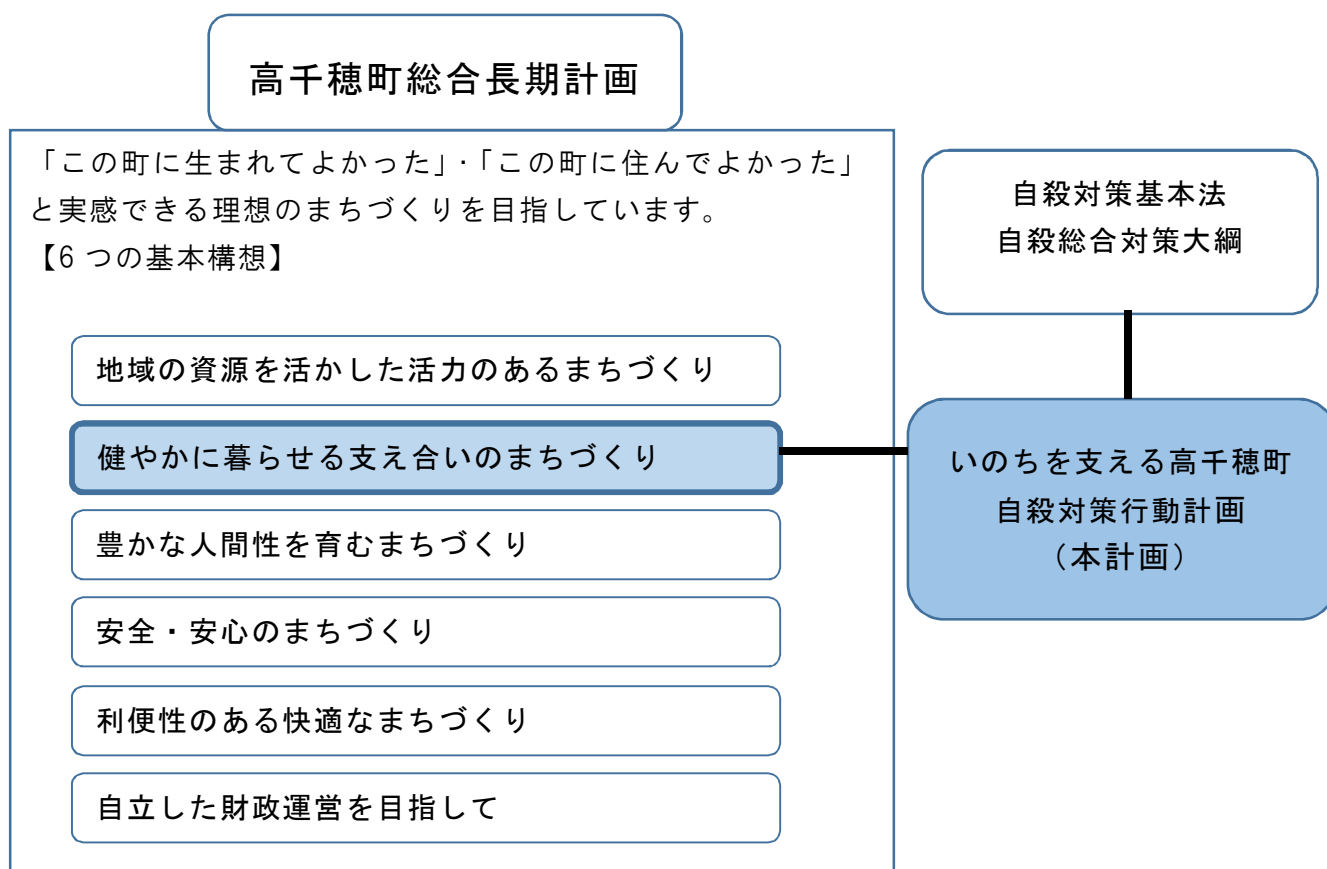 高千穂町総合長期計画
「この町に生まれてよかった」・「この町に住んでよかった」
と実感できる理想のまちづくりを目指しています。
【6 つの基本構想】
地域の資源を活かした活力のあるまちづくり
健やかに暮らせる支え合いのまちづくり
豊かな人間性を育むまちづくり
安全・安心のまちづくり
利便性のある快適なまちづくり
自立した財政運営を目指して
自殺対策基本法
自殺総合対策大綱
いのちを支える高千穂町
自殺対策行動計画
（本計画）